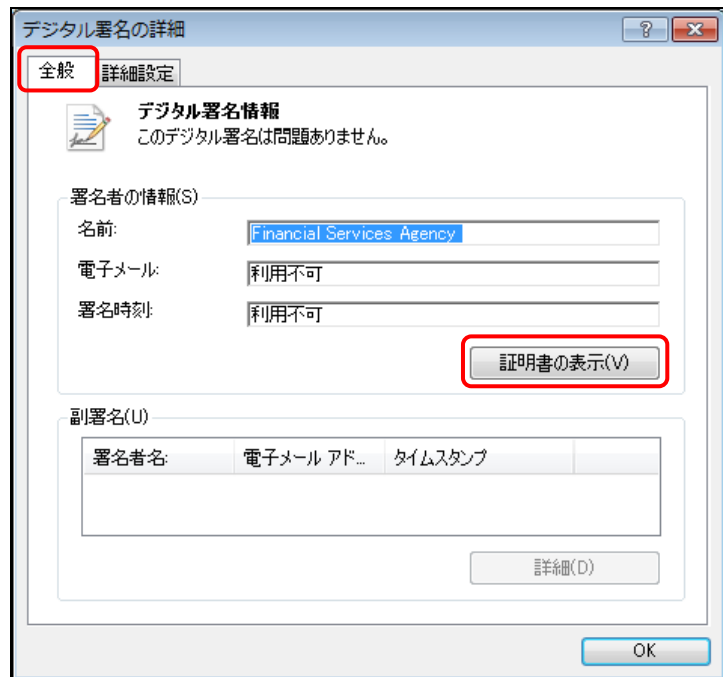 デジタル署名の詳細
全般 詳細設定
デジタル署名情報
このデジタル署名は問題ありません。
署名者の情報(S)
名前: Financial Services Agency
電子メール: 利用不可
署名時刻: 利用不可
証明書の表示(V)
副署名(U)
署名者名: 電子メール アド... タイムスタンプ
詳細(D)
OK